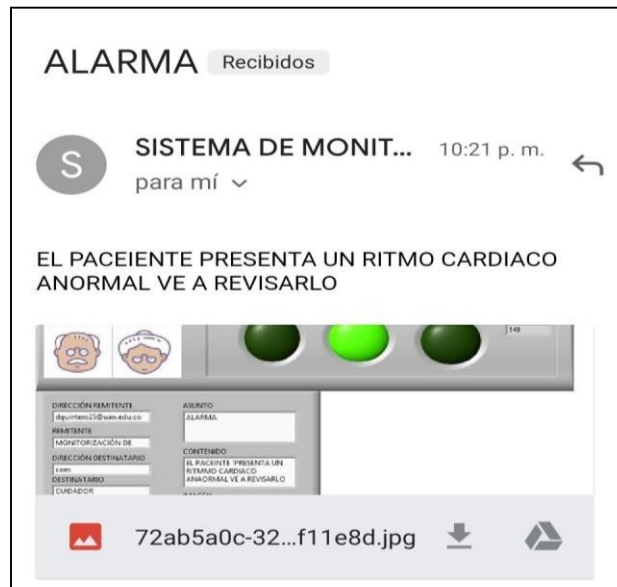 ALARMA Recibidos
S
SISTEMA DE MONIT... 10:21 p. m.
para mí
EL PACEIENTE PRESENTA UN RITMO CARDIACO
ANORMAL VE A REVISARLO
149
DIRECCIÓN REMITENTE
dquintero25@uan.edu.co
REMITENTE
MONITORIZACIÓN DE
DIRECCIÓN DESTINATARIO
com
DESTINATARIO
CUIDADOR
ASUNTO
ALARMA
CONTENIDO
EL PACEINTE 'PRESENTA UN
RITMMO CARDIACO
ANAORMAL VE A REVISARLO
72ab5a0c-32...f11e8d.jpg